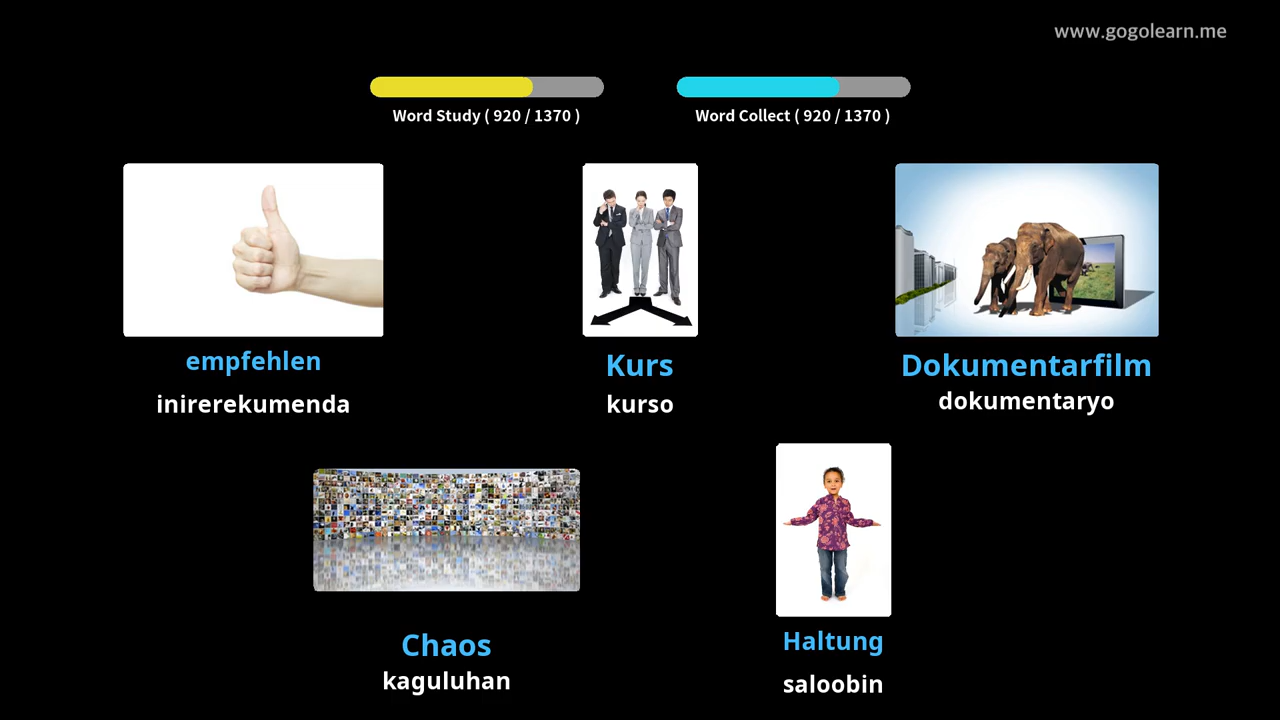 www.gogolearn.me
Word Study ( 920 / 1370 )
Word Collect ( 920 / 1370 )
empfehlen
inirerekumenda
Kurs
kurso
Dokumentarfilm
dokumentaryo
Chaos
kaguluhan
Haltung
saloobin